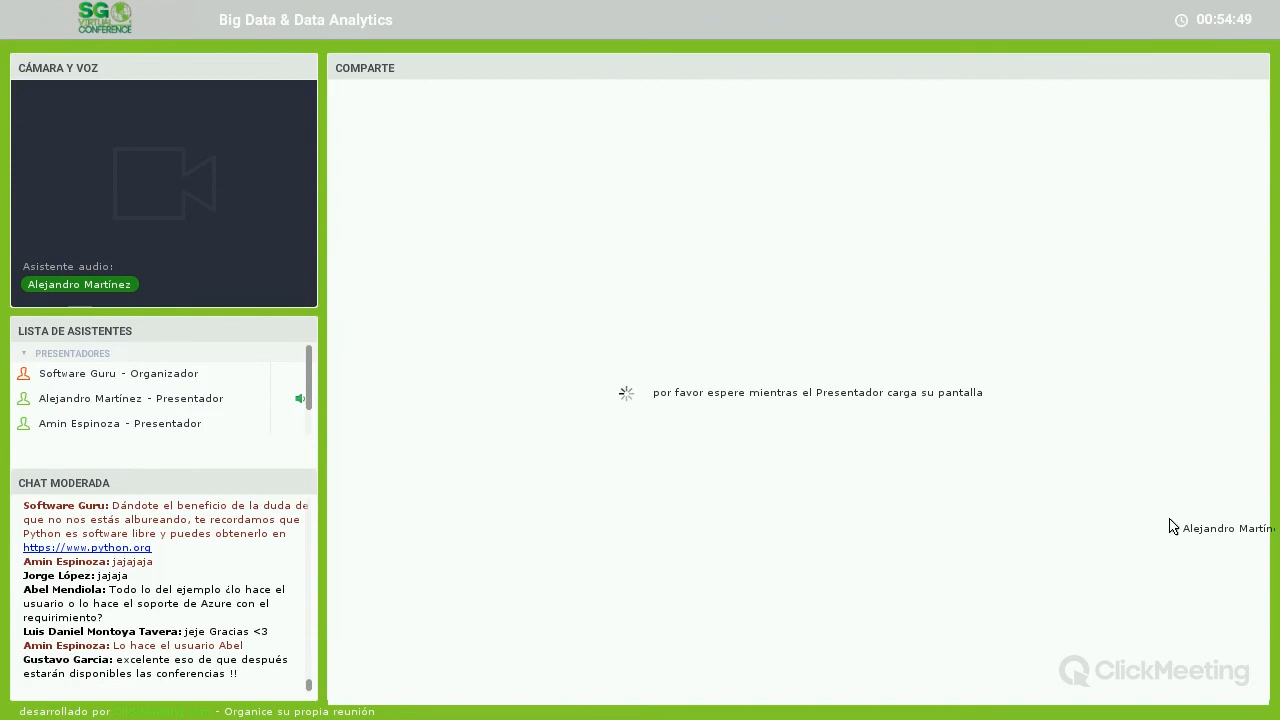 SG
VIRTUAL
CONFERENCE
Big Data & Data Analytics
00:54:49
CÁMARA Y VOZ
Asistente audio:
Alejandro Martínez
LISTA DE ASISTENTES
PRESENTADORES
Software Guru - Organizador
Alejandro Martínez - Presentador
Amin Espinoza - Presentador
CHAT MODERADA
Software Guru: Dándote el beneficio de la duda de
que no nos estás albureando, te recordamos que
Python es software libre y puedes obtenerlo en
https://www.python.org
Amin Espinoza: jajajaja
Jorge López: jajaja
Abel Mendiola: Todo lo del ejemplo ¿lo hace el
usuario o lo hace el soporte de Azure con el
requirimiento?
Luis Daniel Montoya Tavera: jeje Gracias <3
Amin Espinoza: Lo hace el usuario Abel
Gustavo Garcia: excelente eso de que después
estarán disponibles las conferencias !!
COMPARTE
por favor espere mientras el Presentador carga su pantalla
Alejandro Martín
ClickMeeting
desarrollado por - Organice su propia reunión